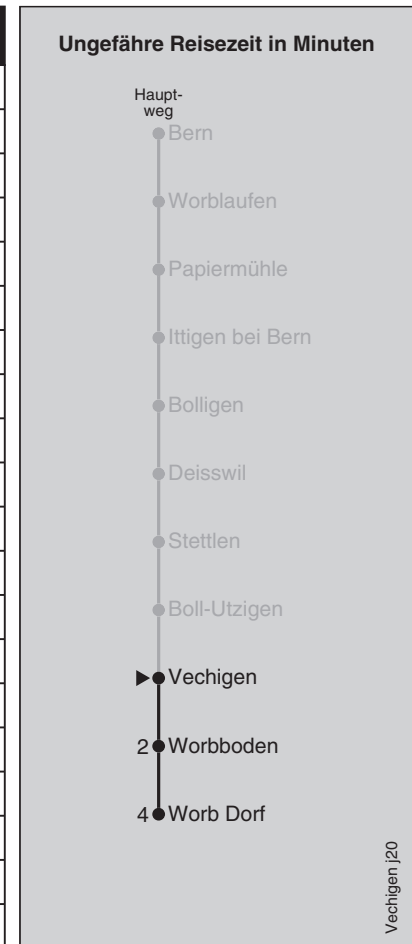 Ungefähre Reisezeit in Minuten
Haupt-
weg
Bern
Worblaufen
Papiermühle
Ittigen bei Bern
Bolligen
Deisswil
Stettlen
Boll-Utzigen
Vechigen
2 Worbboden
4 Worb Dorf
Vechigen j20